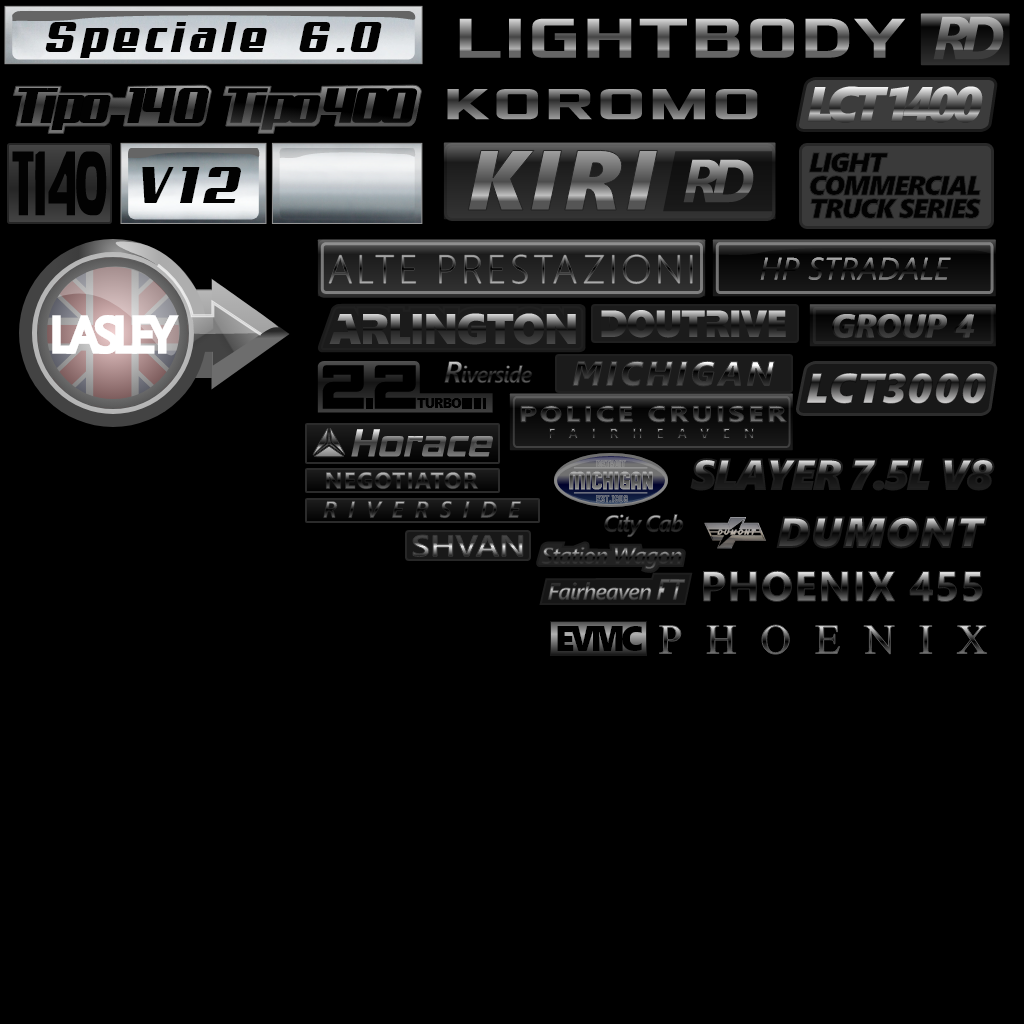 Speciale 6.0
LIGHTBODY RD
Tipo-140
Tipo400
KOROMO
LCT1400
T140
V12
KIRI RD
LIGHT
COMMERCIAL
TRUCK SERIES
LASLEY
ALTE PRESTAZIONI
HP STRADALE
ARLINGTON
DOUTRIVE
GROUP 4
2.2
TURBO
Riverside
MICHIGAN
LCT3000
POLICE CRUISER
FAIRHEAVEN
Horace
NEGOTIATOR
RIVERSIDE
MICHIGAN
SLAYER 7.5L V8
City Cab
DUMONT
DUMONT
SHVAN
Station Wagon
Fairheaven FT
PHOENIX 455
EVMC
PHOENIX